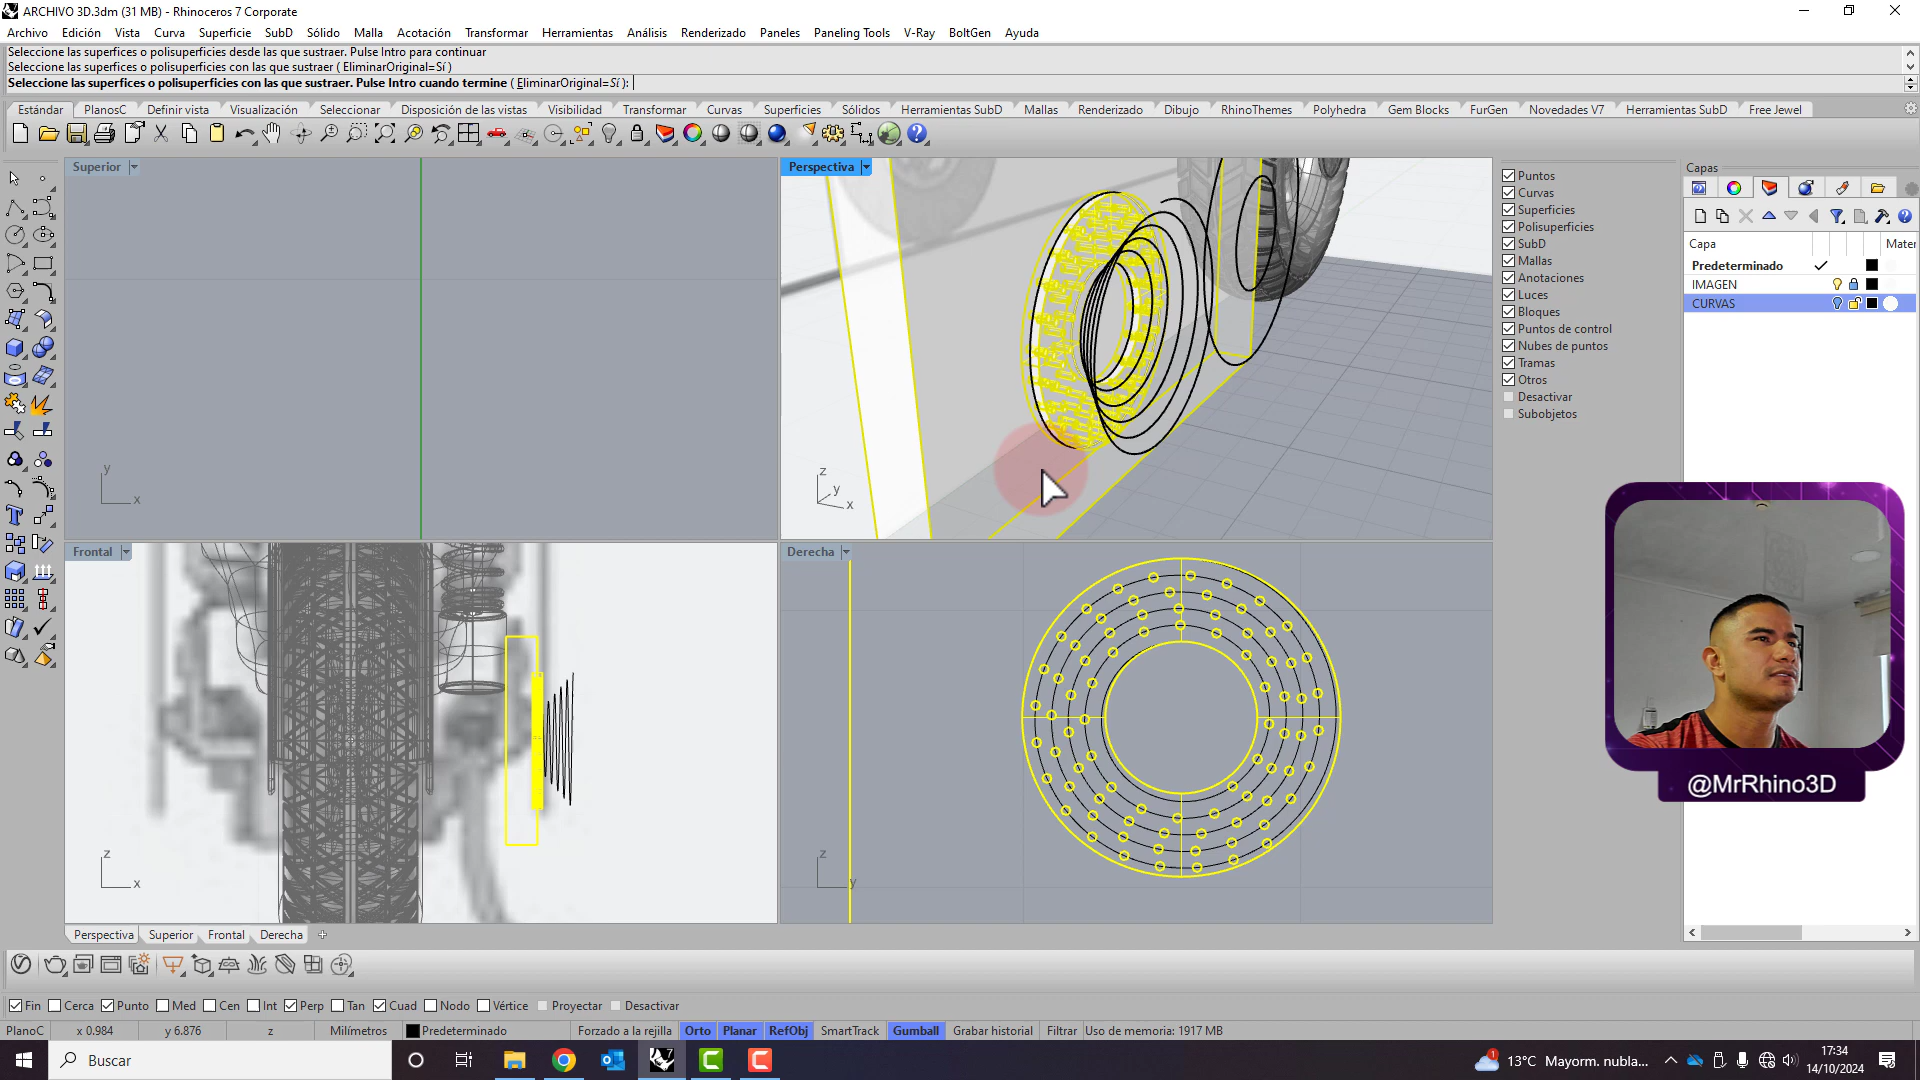 ARCHIVO 3D.3dm (31 MB) - Rhinoceros 7 Corporate
Archivo Edición Vista Curva Superficie SubD Sólido Malla Acotación Transformar Herramientas Análisis Renderizado Paneles Paneling Tools V-Ray BoltGen Ayuda
Seleccione las superfices o polisuperficies desde las que sustraer. Pulse Intro para continuar
Seleccione las superfices o polisuperficies con las que sustraer ( EliminarOriginal=Sí )
Seleccione las superfices o polisuperficies con las que sustraer. Pulse Intro cuando termine ( EliminarOriginal=Sí ):
Estándar PlanosC Definir vista Visualización Seleccionar Disposición de las vistas Visibilidad Transformar Curvas Superficies Sólidos Herramientas SubD Mallas Renderizado Dibujo RhinoThemes Polyhedra Gem Blocks FurGen Novedades V7 Herramientas SubD Free Jewel
Superior
y
x
Perspectiva
z
y
x
Frontal
z
x
Derecha
z
y
Puntos
Curvas
Superficies
Polisuperficies
SubD
Mallas
Anotaciones
Luces
Bloques
Puntos de control
Nubes de puntos
Tramas
Otros
Desactivar
Subobjetos
Capas
Capa Mater
Predeterminado
IMAGEN
CURVAS
@MrRhino3D
Perspectiva Superior Frontal Derecha
Fin Cerca Punto Med Cen Int Perp Tan Cuad Nodo Vértice Proyectar Desactivar
PlanoC x 0.984 y 6.876 z Milímetros Predeterminado Forzado a la rejilla Orto Planar RefObj SmartTrack Gumball Grabar historial Filtrar Uso de memoria: 1917 MB
Buscar
1
13°C Mayorm. nubla...
17:34
14/10/2024